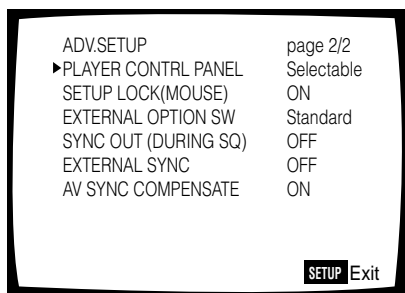 ADV.SETUP page 2/2
▶PLAYER CONTRL PANEL Selectable
SETUP LOCK(MOUSE) ON
EXTERNAL OPTION SW Standard
SYNC OUT (DURING SQ) OFF
EXTERNAL SYNC OFF
AV SYNC COMPENSATE ON
SETUP Exit